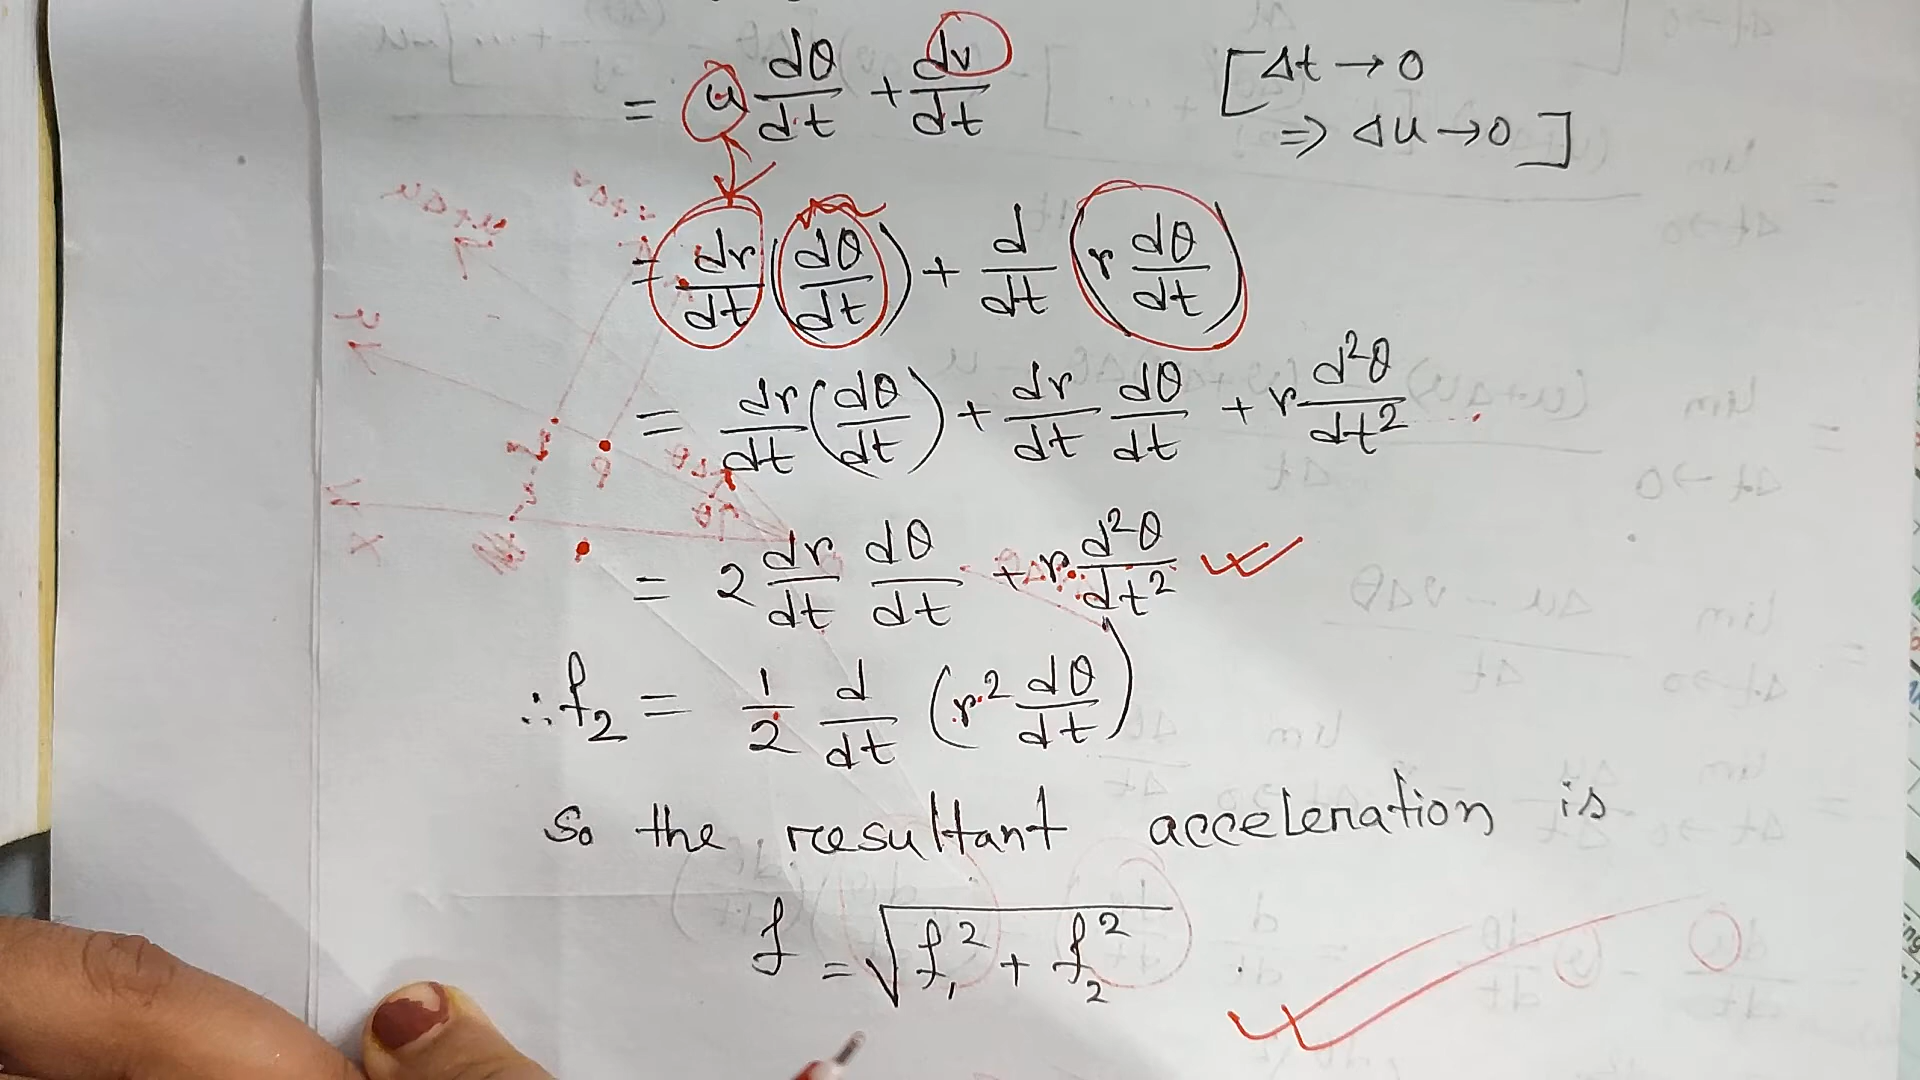 = u dθ/dt + dv/dt [Δt → 0
⇒ Δu → 0]
= dr/dt (dθ/dt) + d/dt (r dθ/dt)
= dr/dt (dθ/dt) + dr/dt dθ/dt + r d²θ/dt²
= 2 dr/dt dθ/dt + r d²θ/dt²
∴ f₂ = 1/2 d/dt (r² dθ/dt)
So the resultant acceleration is
f = √(f₁² + f₂²)